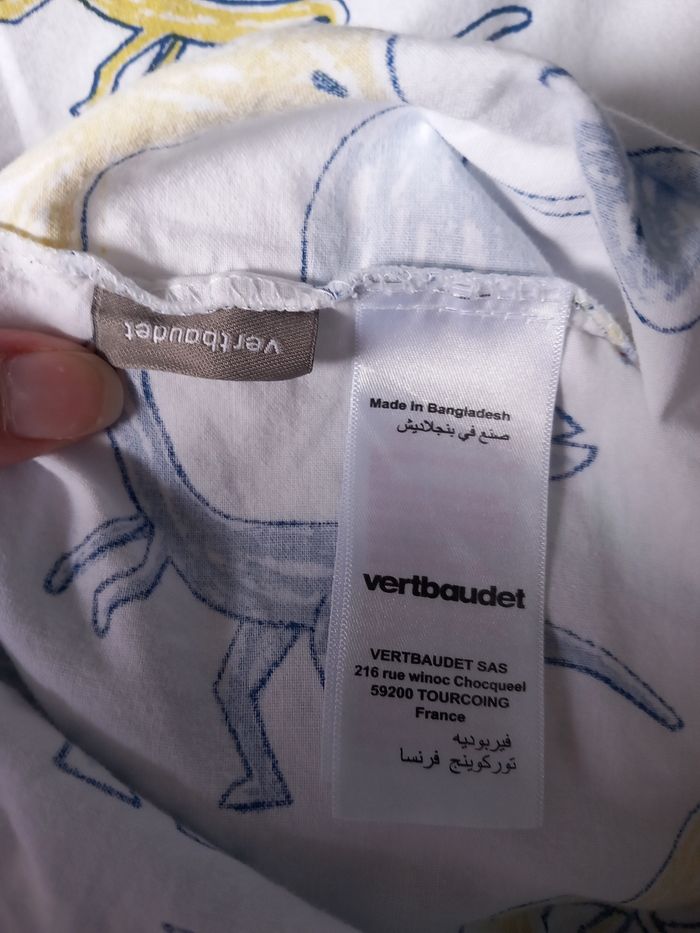 vertbaudet
Made In Bangladesh
صنع في بنجلاديش
vertbaudet
VERTBAUDET SAS
216 rue winoc Chocqueel
59200 TOURCOING
France
فيربوديه
توركوينج فرنسا